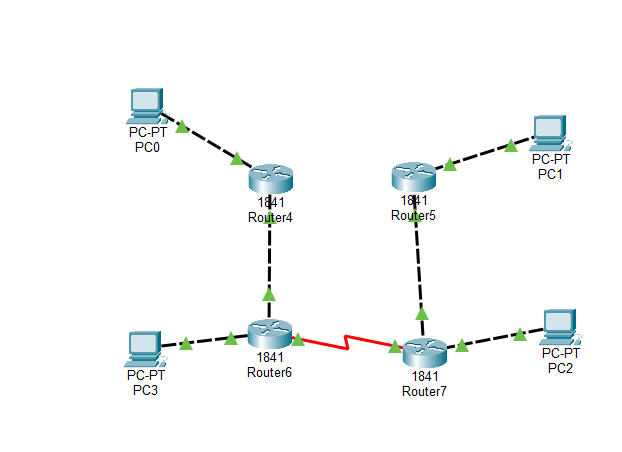 PC-PT
PC0
PC-PT
PC1
1841
Router4
1841
Router5
PC-PT
PC3
1841
Router6
1841
Router7
PC-PT
PC2